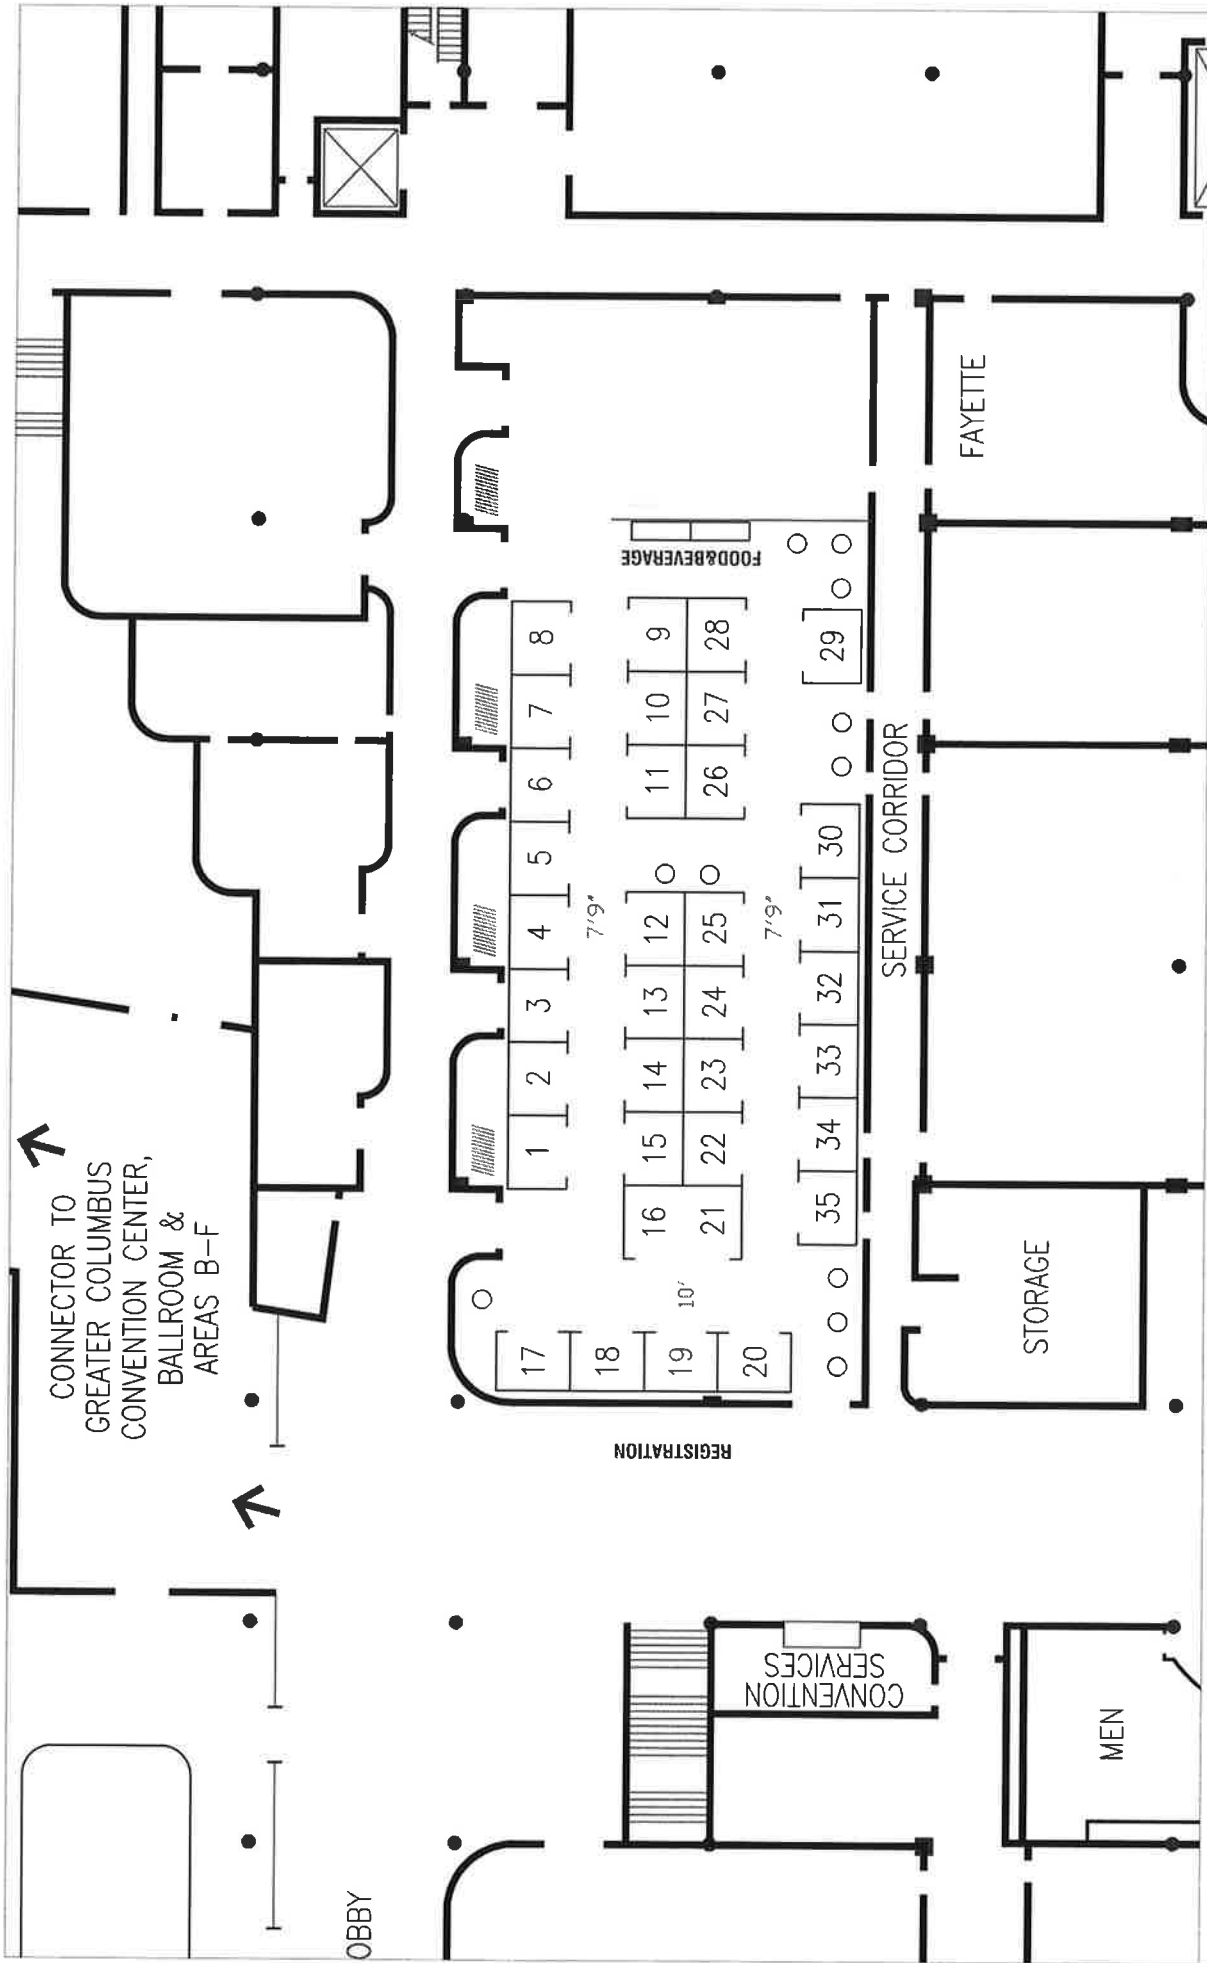 CONNECTOR TO
GREATER COLUMBUS
CONVENTION CENTER,
BALLROOM &
AREAS B-F
OBBY
REGISTRATION
CONVENTION
SERVICES
MEN
STORAGE
SERVICE CORRIDOR
FAYETTE
FOOD&BEVERAGE
1
2
3
4
5
6
7
8
7'9"
16
15
14
13
12
11
10
9
21
22
23
24
25
26
27
28
10'
7'9"
17
18
19
20
35
34
33
32
31
30
29